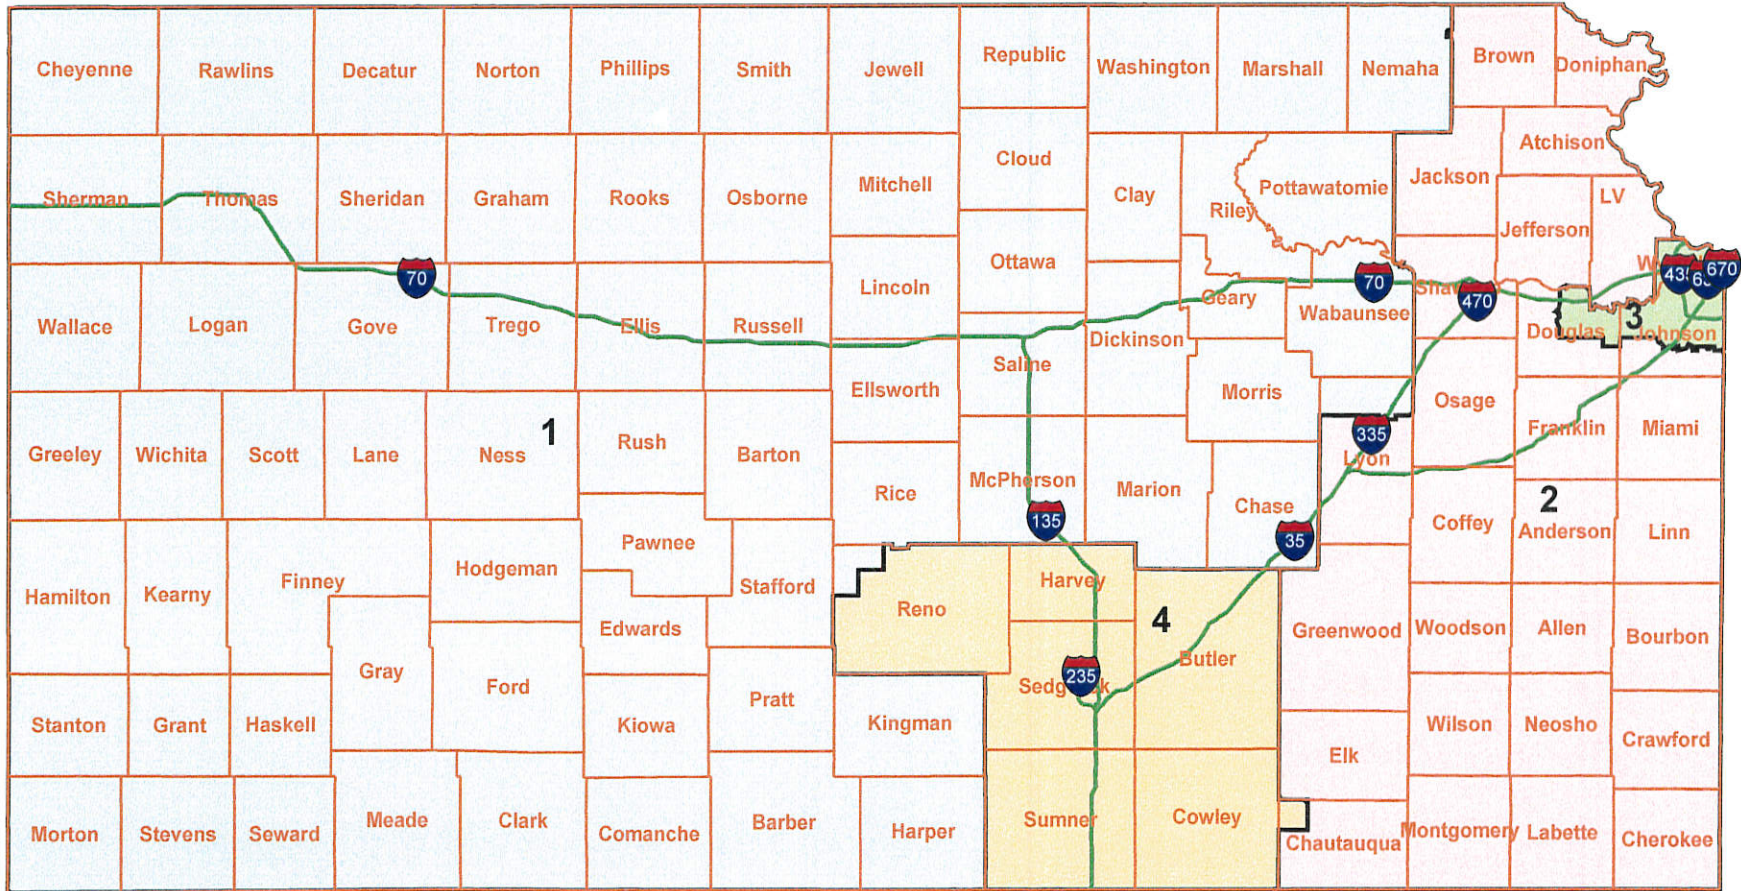 Cheyenne
Rawlins
Decatur
Norton
Phillips
Smith
Jewell
Republic
Washington
Marshall
Nemaha
Brown
Doniphan
Sherman
Thomas
Sheridan
Graham
Rooks
Osborne
Mitchell
Cloud
Clay
Riley
Pottawatomie
Jackson
Atchison
LV
Jefferson
Wallace
Logan
70
Gove
Trego
Ellis
Russell
Lincoln
Ottawa
Geary
70
Wabaunsee
470
435
670
Dickinson
Saline
Ellsworth
Morris
Douglas
3
Johnson
Osage
Greeley
Wichita
Scott
Lane
Ness
1
Rush
Barton
Rice
McPherson
Marion
Chase
335
Lyon
Franklin
Miami
135
35
2
Coffey
Anderson
Linn
Hamilton
Kearny
Finney
Hodgeman
Pawnee
Stafford
Edwards
Reno
Harvey
4
Butler
Greenwood
Woodson
Allen
Bourbon
Gray
Ford
235
Stanton
Grant
Haskell
Kiowa
Pratt
Kingman
Elk
Wilson
Neosho
Crawford
Morton
Stevens
Seward
Meade
Clark
Comanche
Barber
Harper
Sumner
Cowley
Chautauqua
Montgomery
Labette
Cherokee